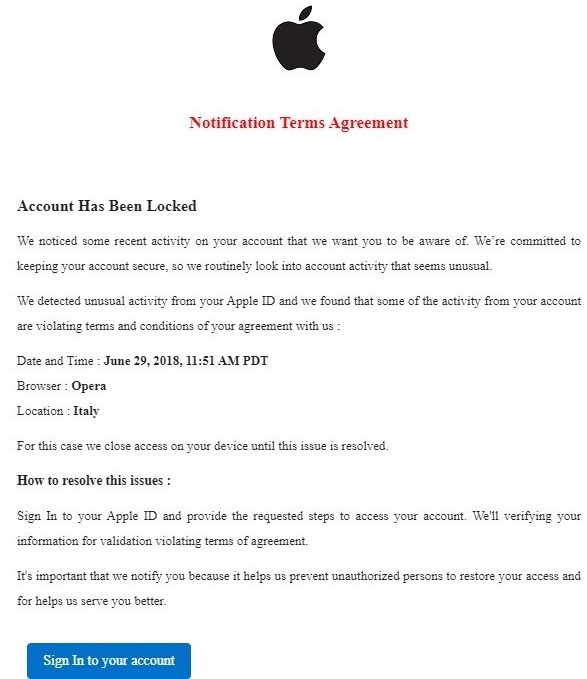 Notification Terms Agreement
Account Has Been Locked
We noticed some recent activity on your account that we want you to be aware of. We're committed to
keeping your account secure, so we routinely look into account activity that seems unusual.
We detected unusual activity from your Apple ID and we found that some of the activity from your account
are violating terms and conditions of your agreement with us :
Date and Time : June 29, 2018, 11:51 AM PDT
Browser : Opera
Location : Italy
For this case we close access on your device until this issue is resolved.
How to resolve this issues :
Sign In to your Apple ID and provide the requested steps to access your account. We'll verifying your
information for validation violating terms of agreement.
It's important that we notify you because it helps us prevent unauthorized persons to restore your access and
for helps us serve you better.
Sign In to your account